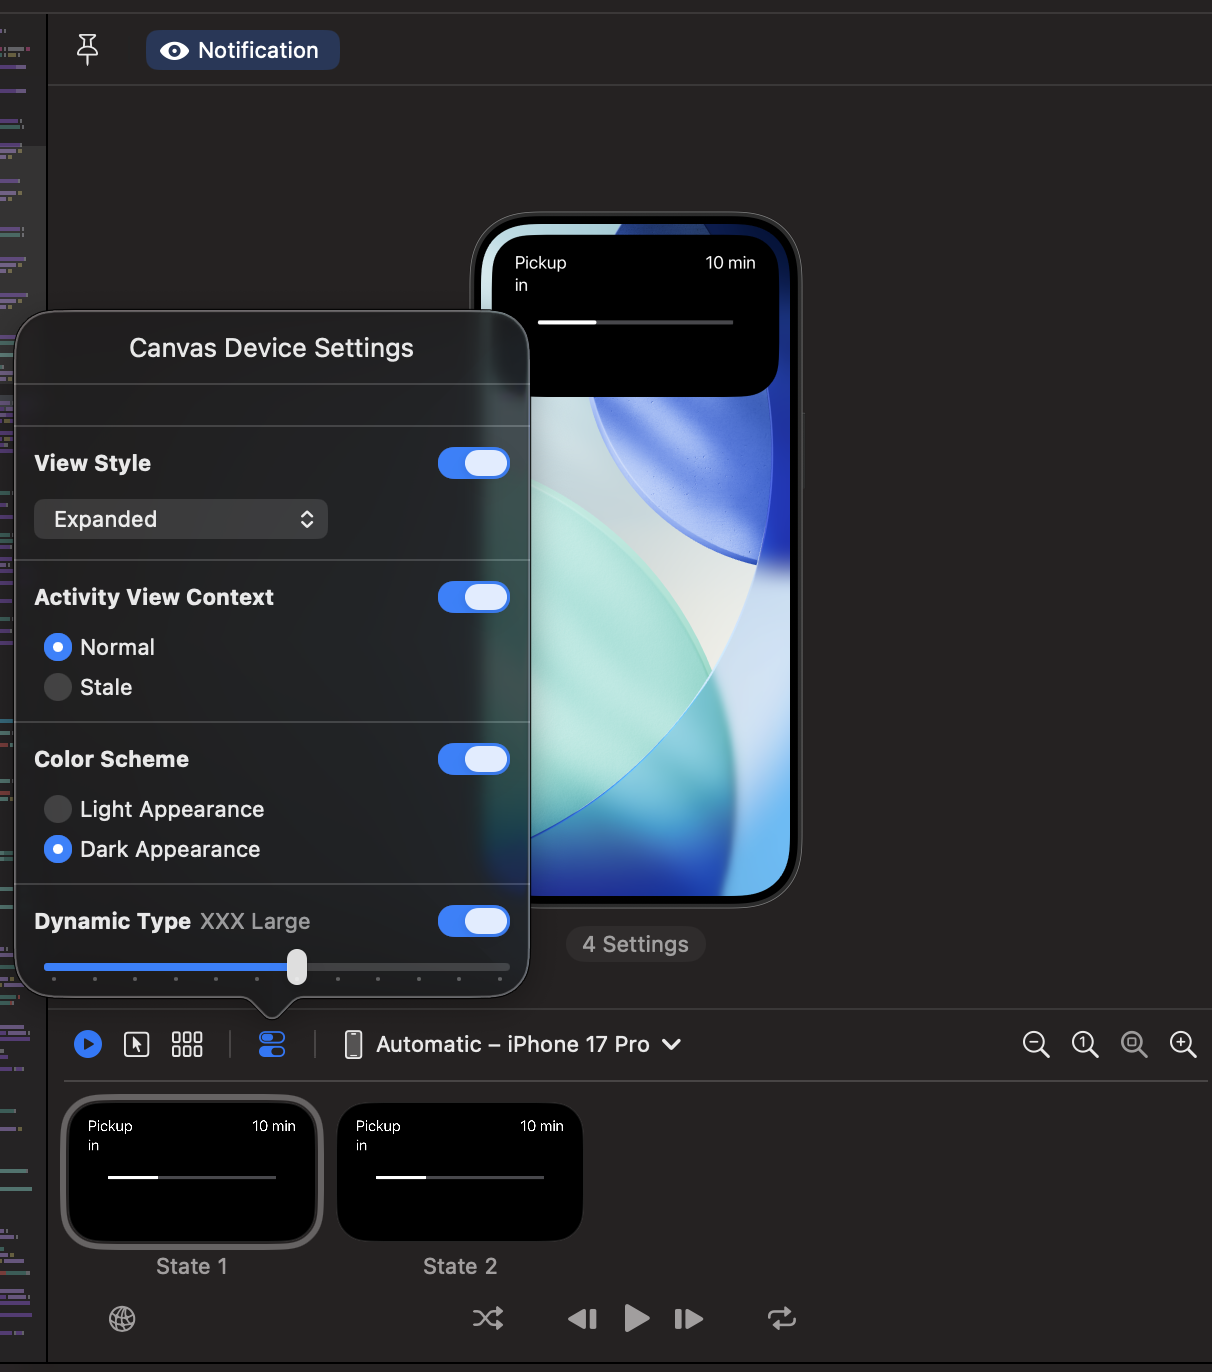 Notification
Pickup in
10 min
Canvas Device Settings
View Style
Expanded
Activity View Context
Normal
Stale
Color Scheme
Light Appearance
Dark Appearance
Dynamic Type XXX Large
4 Settings
Automatic – iPhone 17 Pro
1
Pickup in
10 min
Pickup in
10 min
State 1
State 2